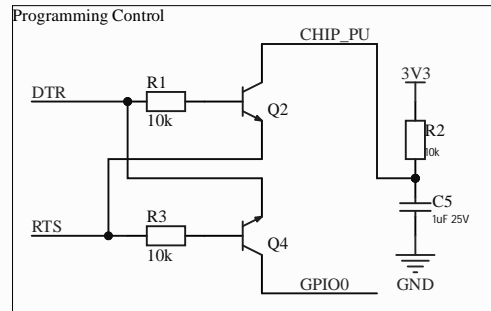 Programming Control
CHIP_PU
3V3
DTR
R1
10k
Q2
R2
10k
C5
1uF 25V
RTS
R3
10k
Q4
GND
GPIO0